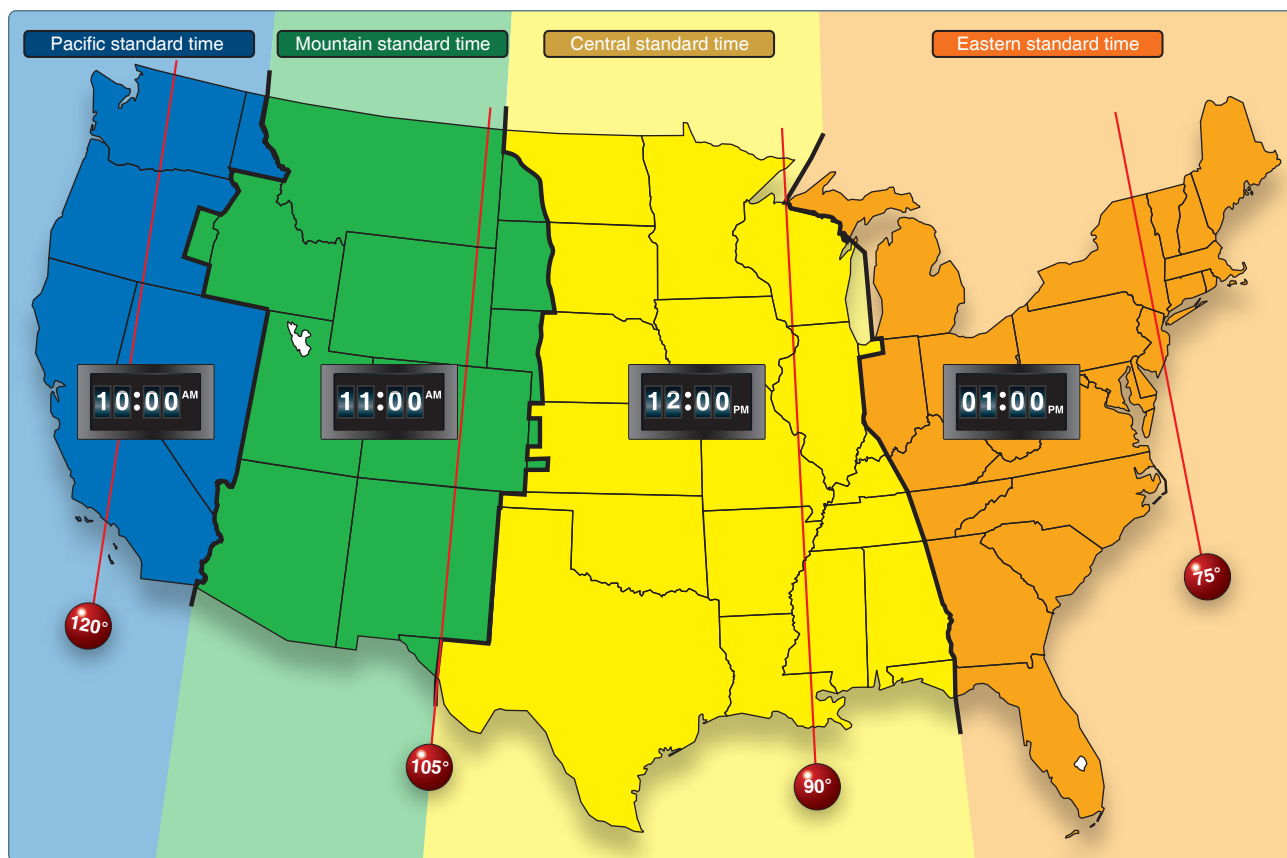 Pacific standard time
Mountain standard time
Central standard time
Eastern standard time
10:00 AM
11:00 AM
12:00 PM
01:00 PM
120°
105°
90°
75°